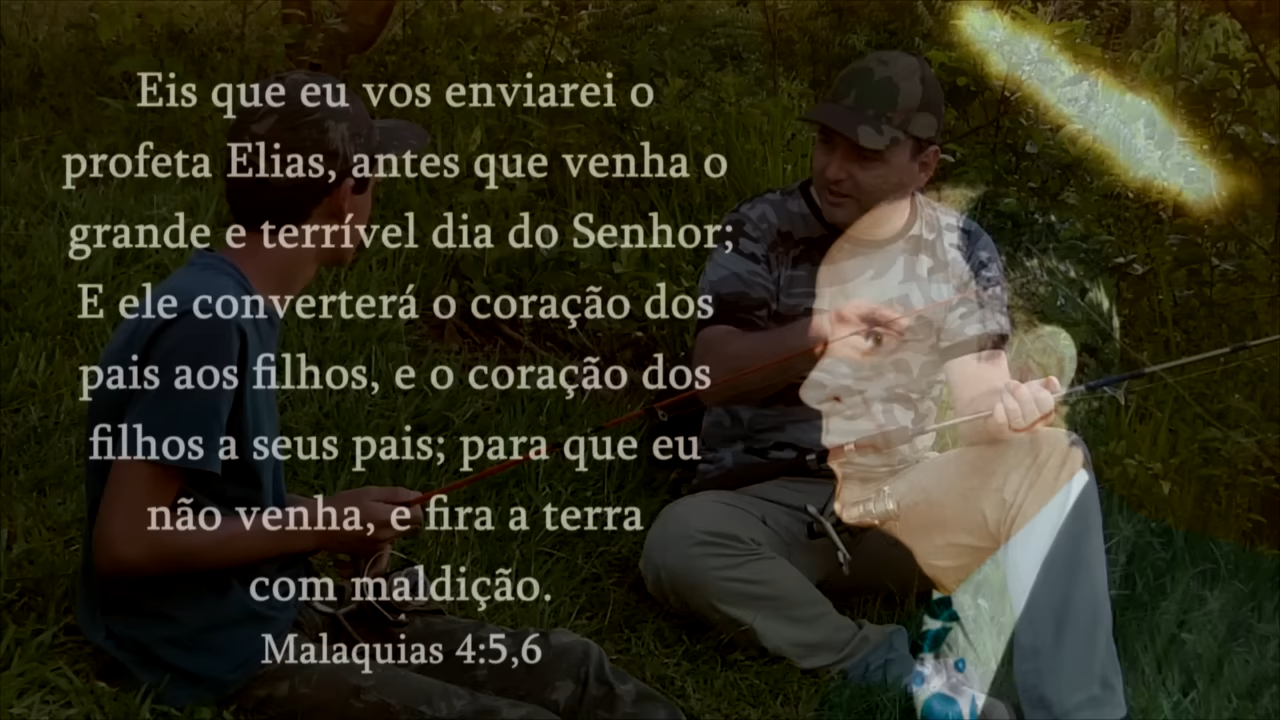 Eis que eu vos enviarei o
profeta Elias, antes que venha o
grande e terrível dia do Senhor;
E ele converterá o coração dos
pais aos filhos, e o coração dos
filhos a seus pais; para que eu
não venha, e fira a terra
com maldição.
Malaquias 4:5,6